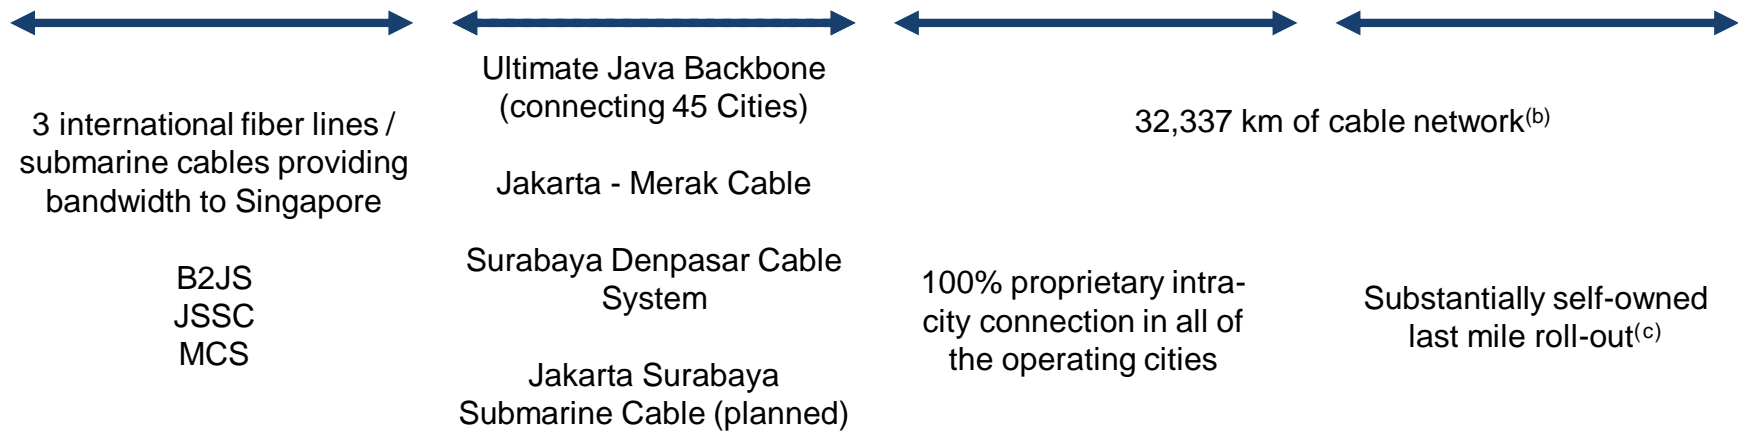 3 international fiber lines /
submarine cables providing
bandwidth to Singapore
B2JS
JSSC
MCS
Ultimate Java Backbone
(connecting 45 Cities)
Jakarta - Merak Cable
Surabaya Denpasar Cable
System
Jakarta Surabaya
Submarine Cable (planned)
32,337 km of cable network(b)
100% proprietary intra-
city connection in all of
the operating cities
Substantially self-owned
last mile roll-out(c)